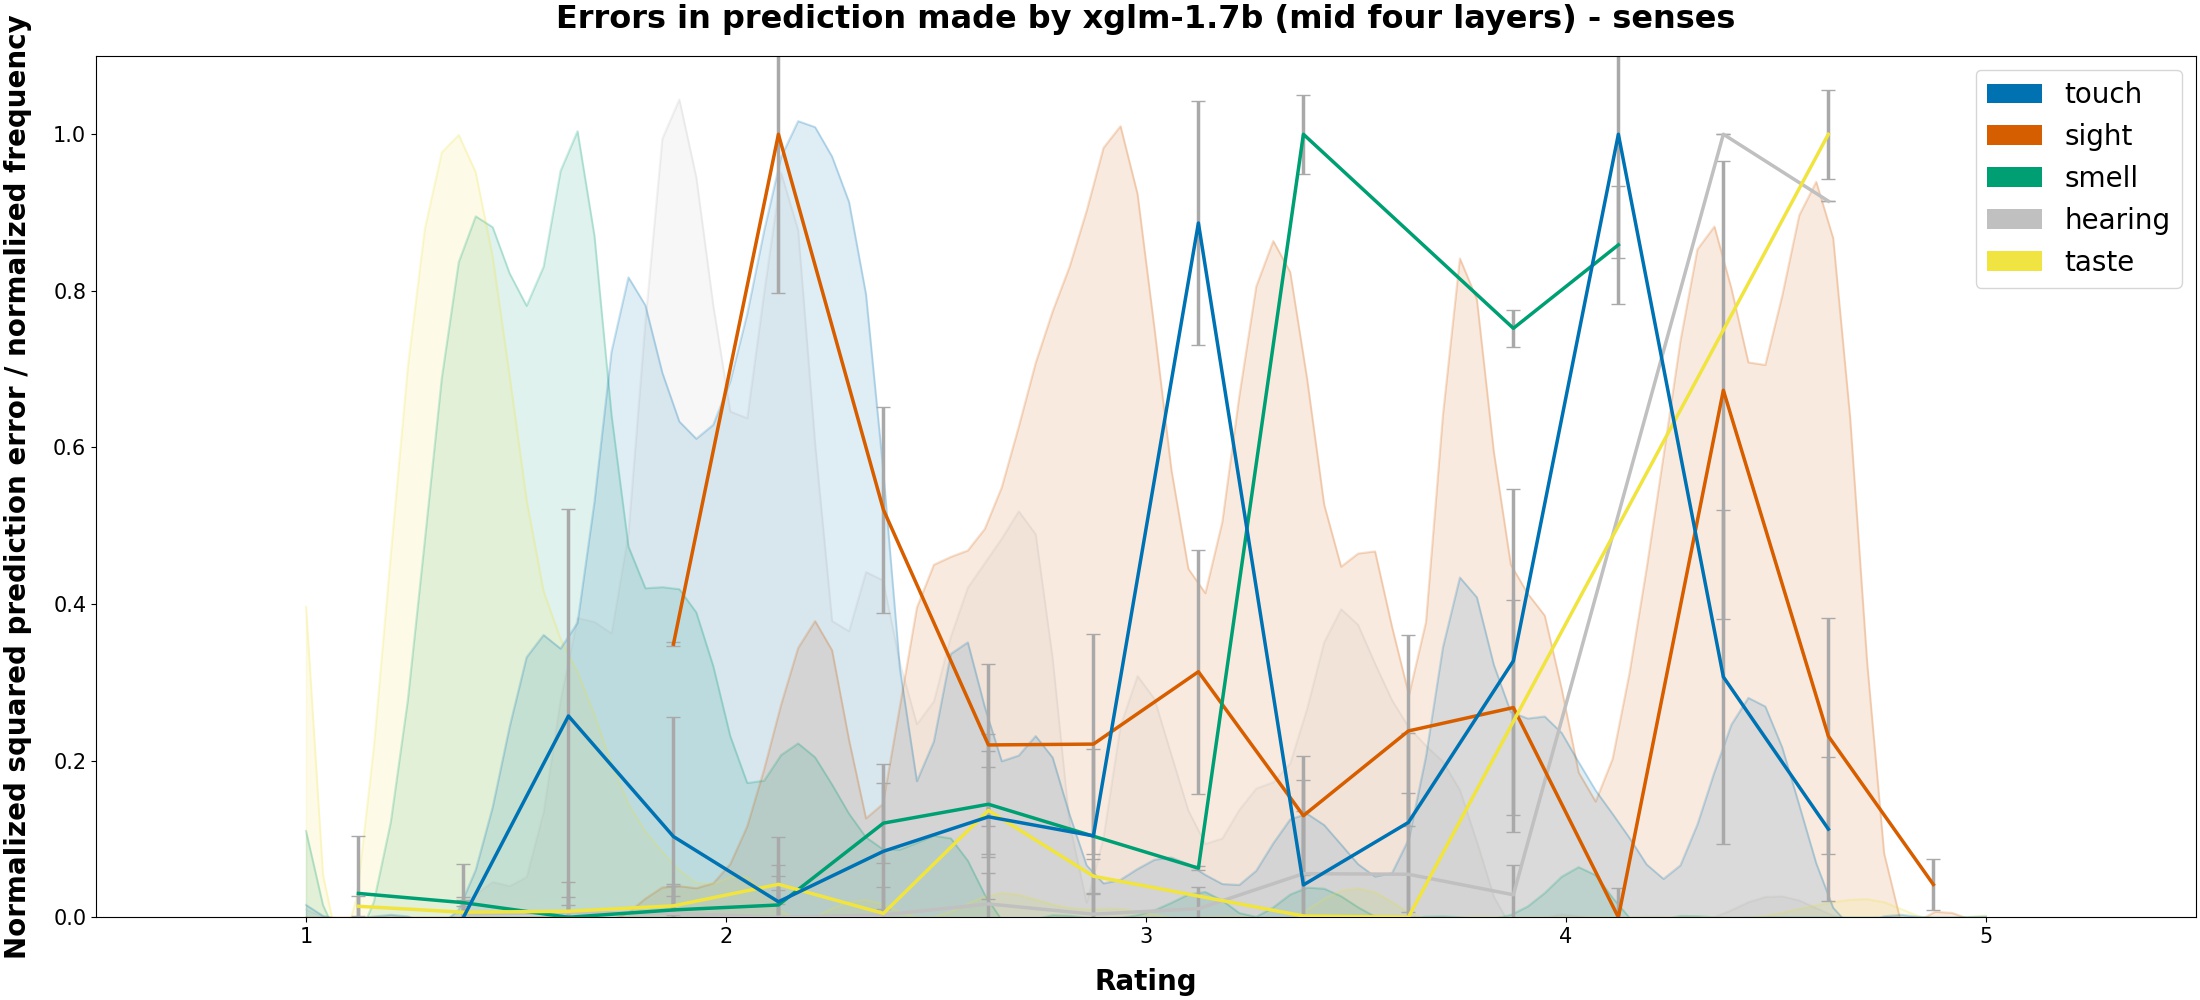 Errors in prediction made by xglm-1.7b (mid four layers) - senses
Normalized squared prediction error / normalized frequency
1.0
0.8
0.6
0.4
0.2
0.0
touch
sight
smell
hearing
taste
1 2 3 4 5
Rating